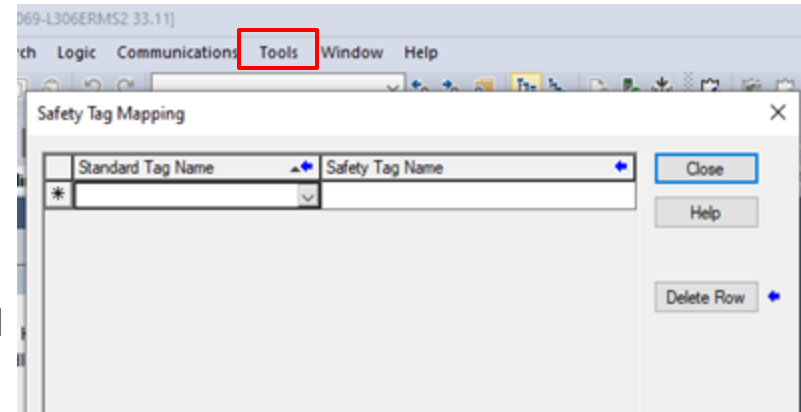 069-L306ERMS2 33.11]
ch Logic Communications Tools Window Help
Safety Tag Mapping
Standard Tag Name Safety Tag Name
Close
Help
Delete Row